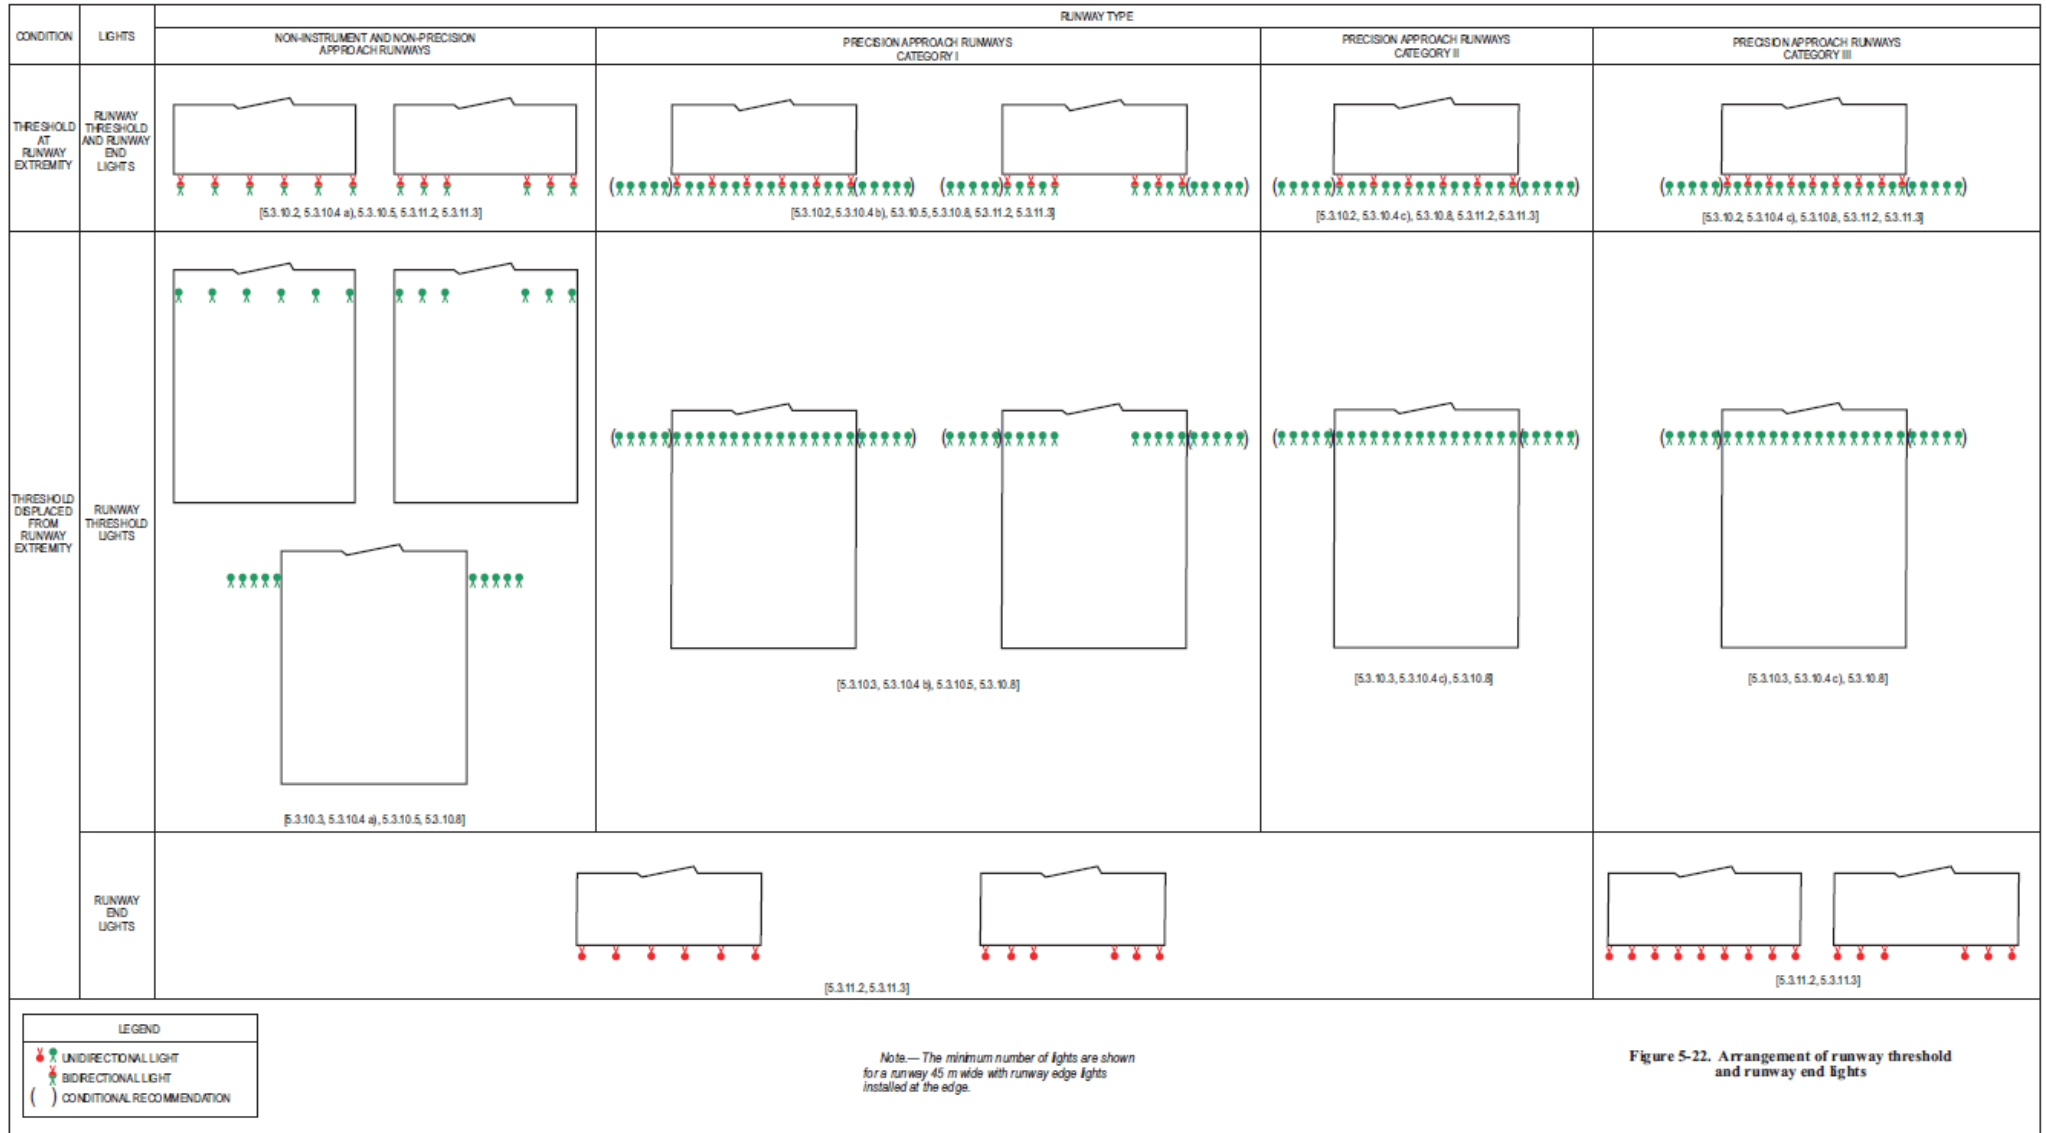 RUNWAY TYPE
CONDITION
LIGHTS
NON-INSTRUMENT AND NON-PRECISION
APPROACH RUNWAYS
PRECISION APPROACH RUNWAYS
CATEGORY I
PRECISION APPROACH RUNWAYS
CATEGORY II
PRECISION APPROACH RUNWAYS
CATEGORY III
THRESHOLD
AT
RUNWAY
EXTREMITY
RUNWAY
THRESHOLD
AND RUNWAY
END
LIGHTS
( ) ( ) ( ) ( ) ( ) ( ) ( ) ( )
[5.3.10.2, 5.3.10.4 a), 5.3.10.5, 5.3.11.2, 5.3.11.3]
[5.3.10.2, 5.3.10.4 b), 5.3.10.5, 5.3.10.8, 5.3.11.2, 5.3.11.3]
[5.3.10.2, 5.3.10.4 c), 5.3.10.8, 5.3.11.2, 5.3.11.3]
[5.3.10.2, 5.3.10.4 c), 5.3.10.8, 5.3.11.2, 5.3.11.3]
THRESHOLD
DISPLACED
FROM
RUNWAY
EXTREMITY
RUNWAY
THRESHOLD
LIGHTS
( ) ( ) ( ) ( ) ( ) ( ) ( ) ( )
[5.3.10.3, 5.3.10.4 a), 5.3.10.5, 5.3.10.8]
[5.3.10.3, 5.3.10.4 b), 5.3.10.5, 5.3.10.8]
[5.3.10.3, 5.3.10.4 c), 5.3.10.8]
[5.3.10.3, 5.3.10.4 c), 5.3.10.8]
RUNWAY
END
LIGHTS
[5.3.11.2, 5.3.11.3]
[5.3.11.2, 5.3.11.3]
LEGEND
UNIDIRECTIONAL LIGHT
BIDIRECTIONAL LIGHT
( ) CONDITIONAL RECOMMENDATION
Note.— The minimum number of lights are shown
for a runway 45 m wide with runway edge lights
installed at the edge.
Figure 5-22. Arrangement of runway threshold
and runway end lights